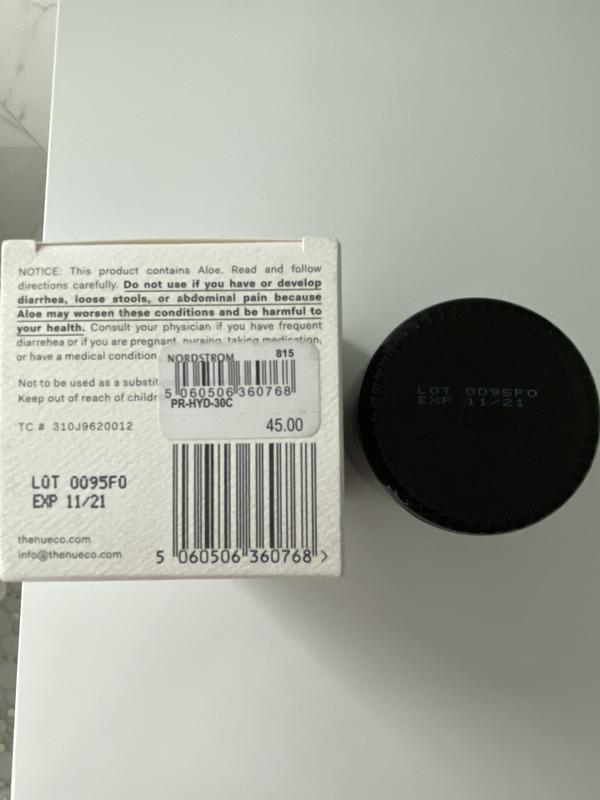 NOTICE: This product contains Aloe. Read and follow
directions carefully. Do not use if you have or develop
diarrhea, loose stools, or abdominal pain because
Aloe may worsen these conditions and be harmful to
your health. Consult your physician if you have frequent
diarrehea or if you are pregnant, nursing, taking medication,
or have a medical condition
Not to be used as a substit
Keep out of reach of childr
TC # 310J9620012
NORDSTROM 815
5 060506 360768
PR-HYD-30C
45.00
LOT 0095F0
EXP 11/21
thenueco.com
info@thenueco.com
5 060506 360768 >
LOT 0095F0
EXP 11/21